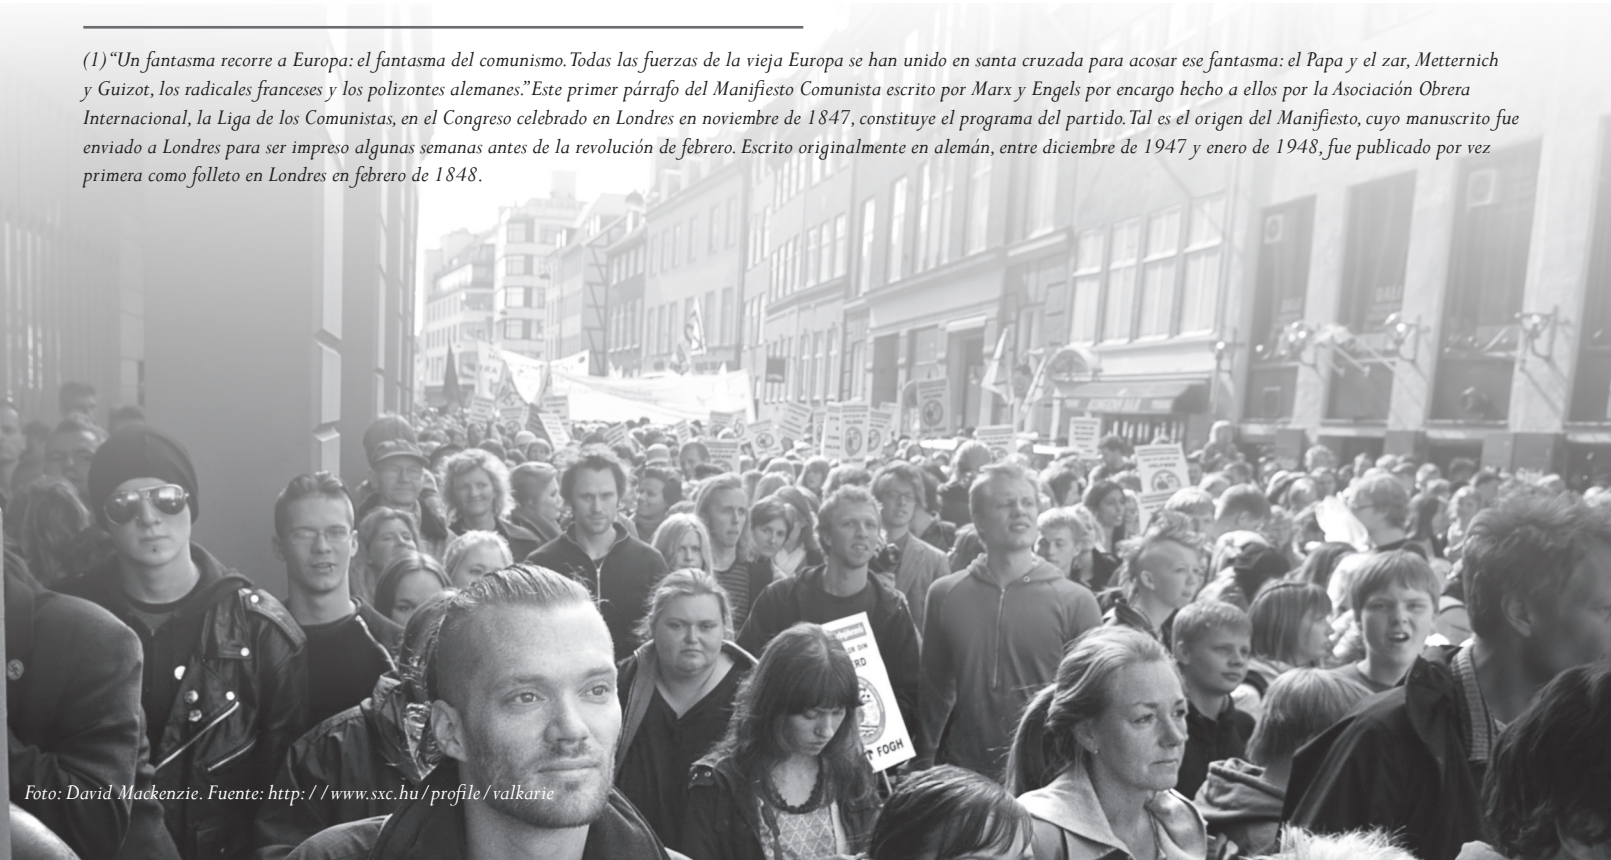 (1)“Un fantasma recorre a Europa: el fantasma del comunismo. Todas las fuerzas de la vieja Europa se han unido en santa cruzada para acosar ese fantasma: el Papa y el zar, Metternich
y Guizot, los radicales franceses y los polizontes alemanes.” Este primer párrafo del Manifiesto Comunista escrito por Marx y Engels por encargo hecho a ellos por la Asociación Obrera
Internacional, la Liga de los Comunistas, en el Congreso celebrado en Londres en noviembre de 1847, constituye el programa del partido. Tal es el origen del Manifiesto, cuyo manuscrito fue
enviado a Londres para ser impreso algunas semanas antes de la revolución de febrero. Escrito originalmente en alemán, entre diciembre de 1947 y enero de 1948, fue publicado por vez
primera como folleto en Londres en febrero de 1848.
FOGH
Foto: David Mackenzie. Fuente: http://www.sxc.hu/profile/valkarie